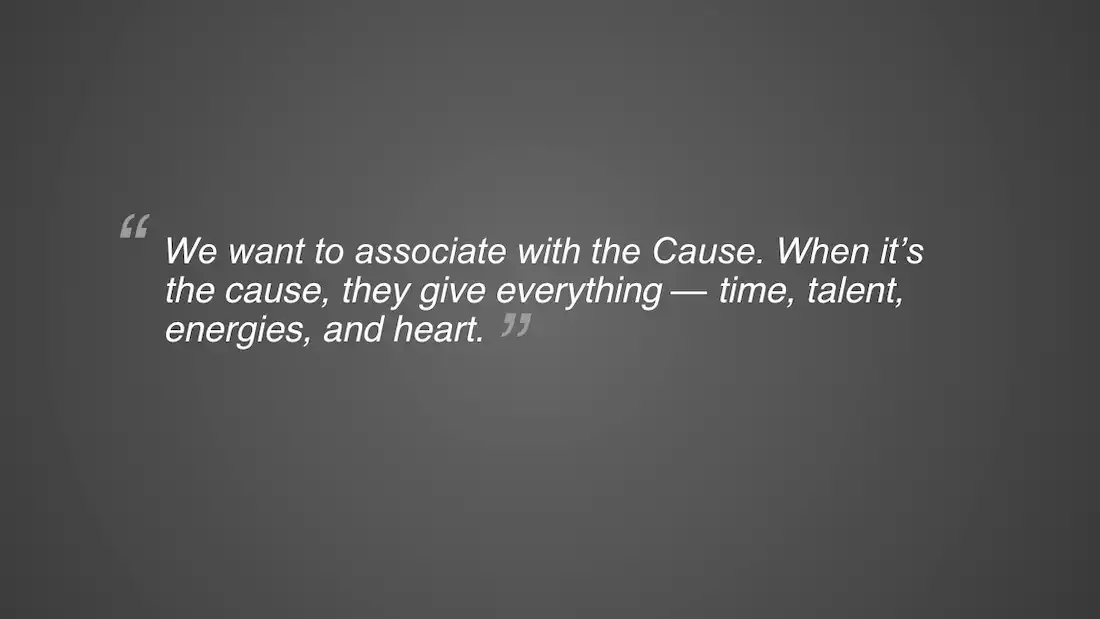 “ We want to associate with the Cause. When it’s
the cause, they give everything — time, talent,
energies, and heart. ”